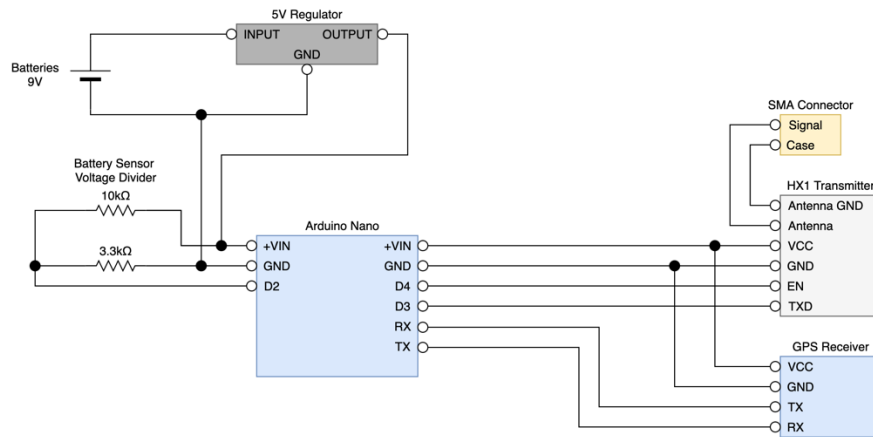 5V Regulator
INPUT
OUTPUT
GND
Batteries
9V
SMA Connector
Signal
Case
Battery Sensor
Voltage Divider
10kΩ
3.3kΩ
Arduino Nano
+VIN
GND
D2
+VIN
GND
D4
D3
RX
TX
HX1 Transmitter
Antenna GND
Antenna
VCC
GND
EN
TXD
GPS Receiver
VCC
GND
TX
RX